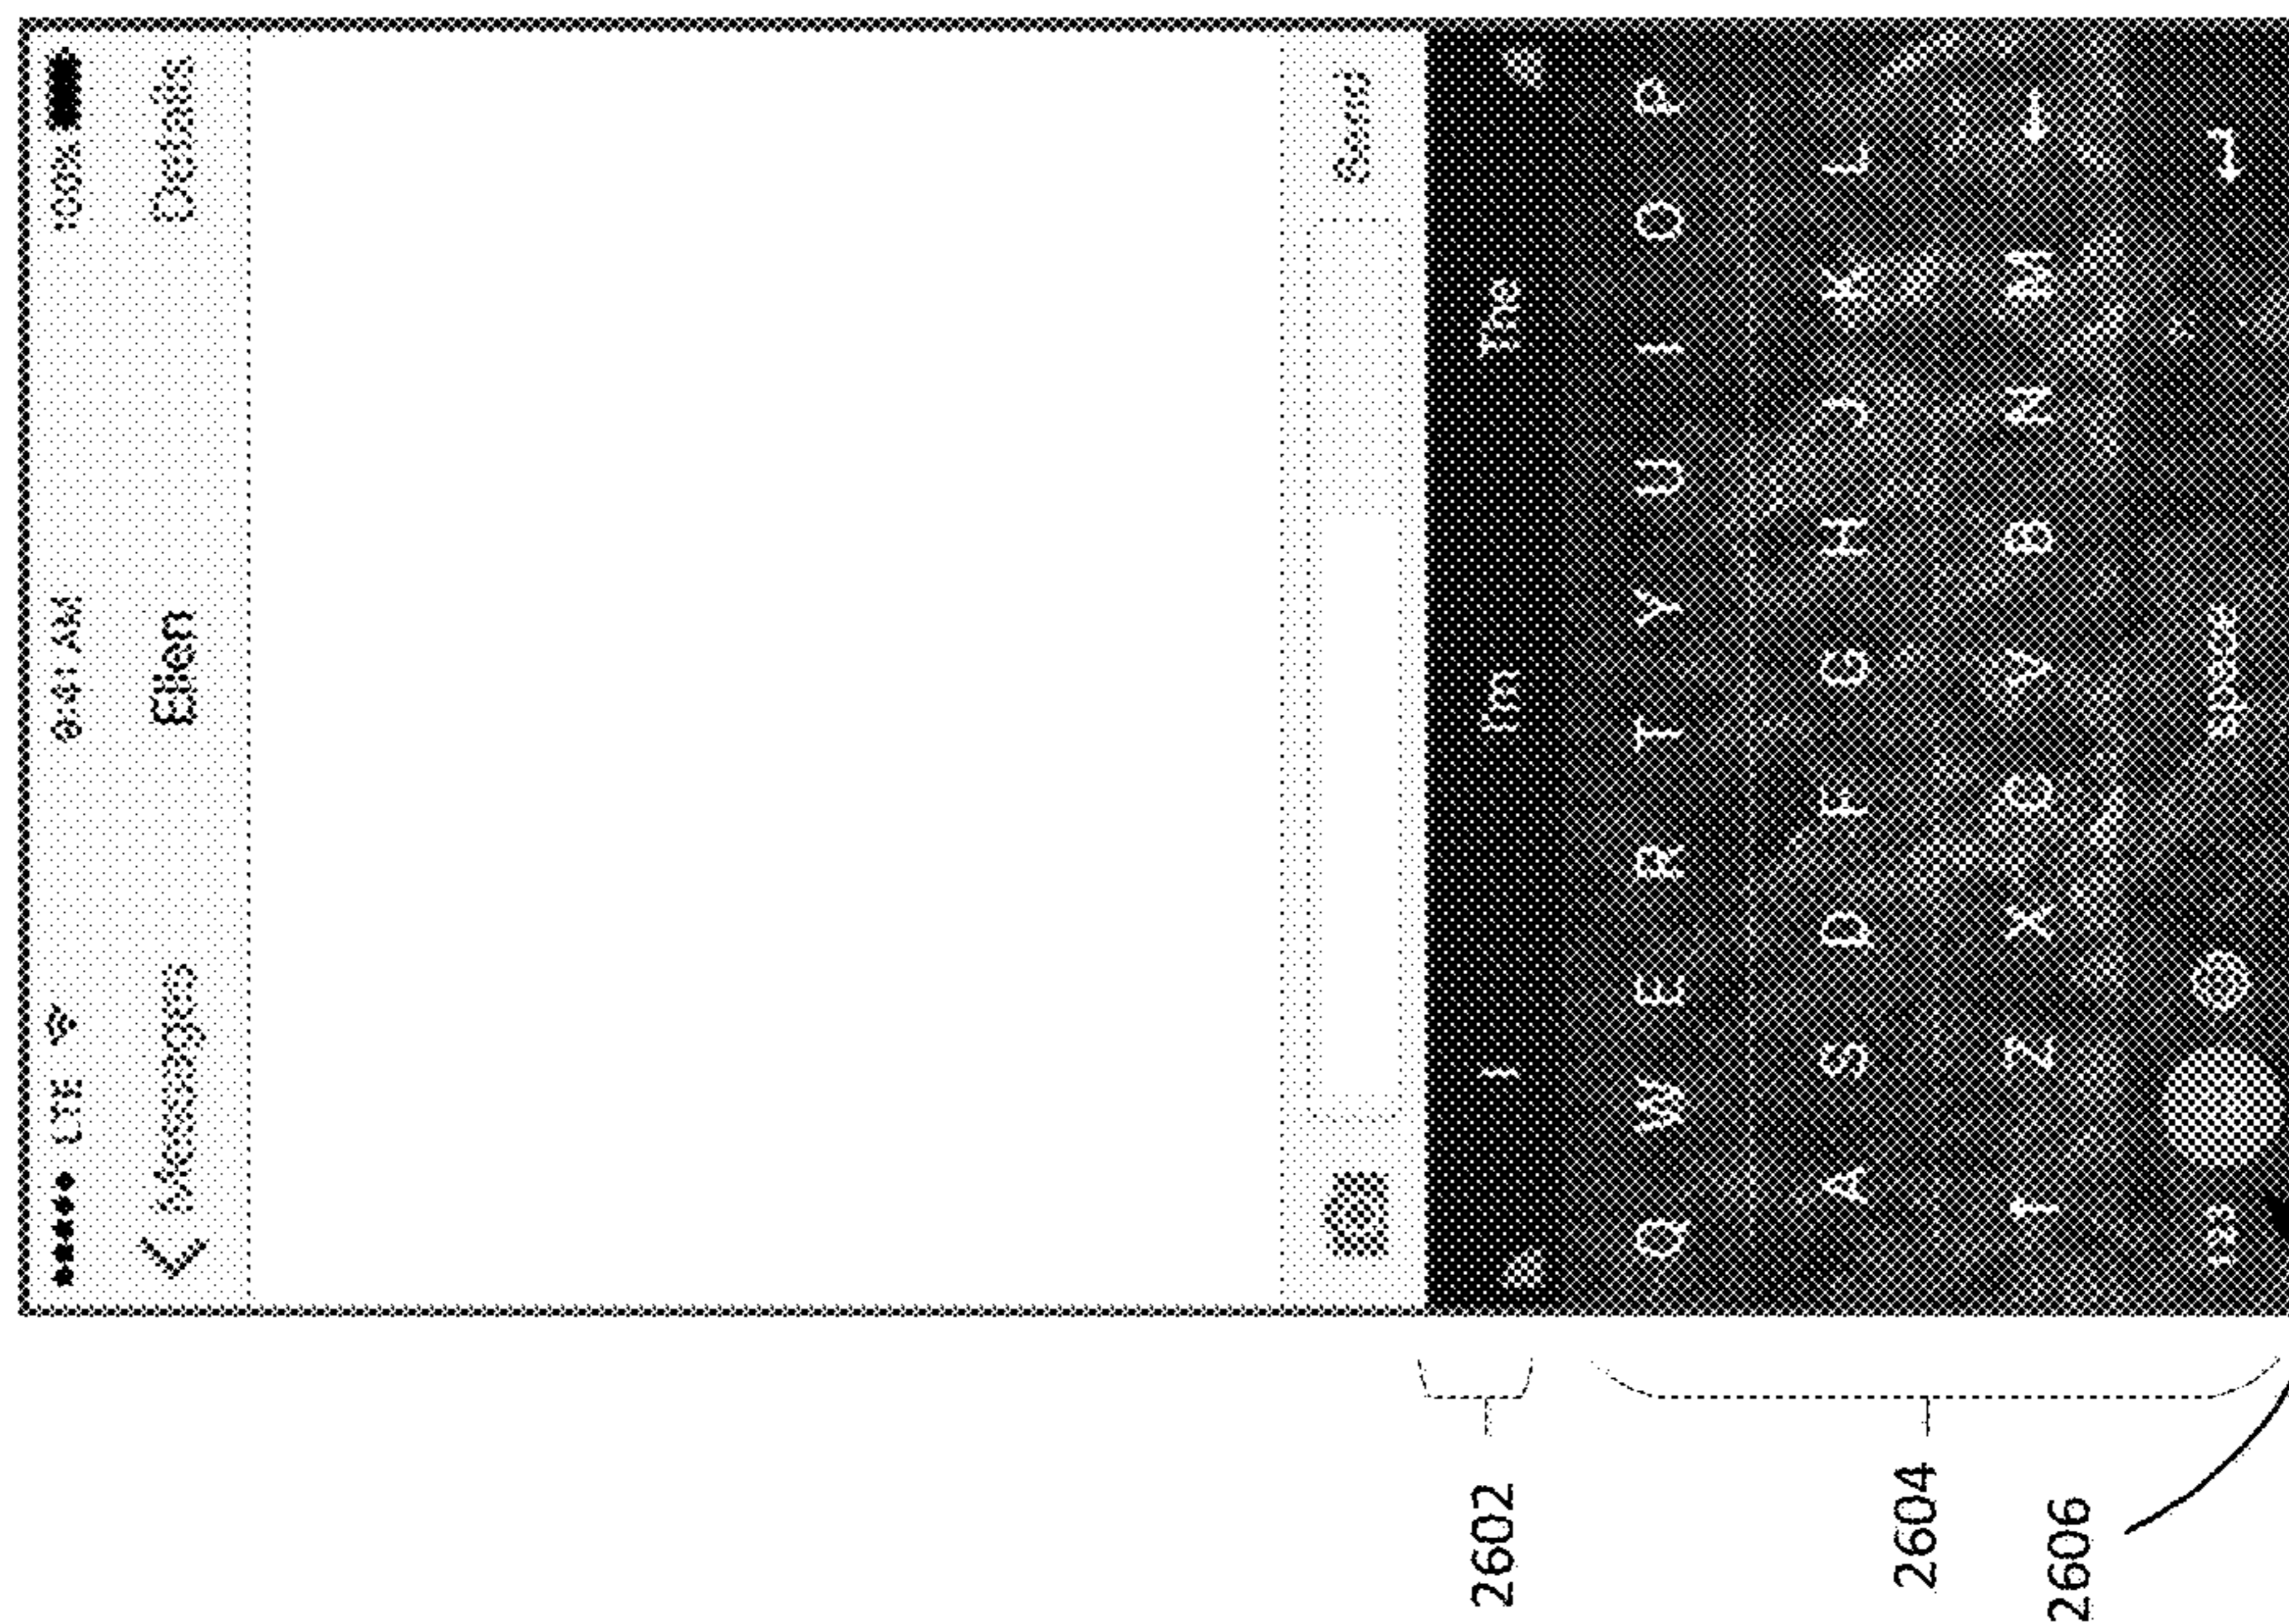 LTE 9:41 AM 100%
Messages Ellen Details
Send
I I'm The
Q W E R T Y U I O P
A S D F G H J K L
Z X C V B N M
123 space
2602
2604
2606